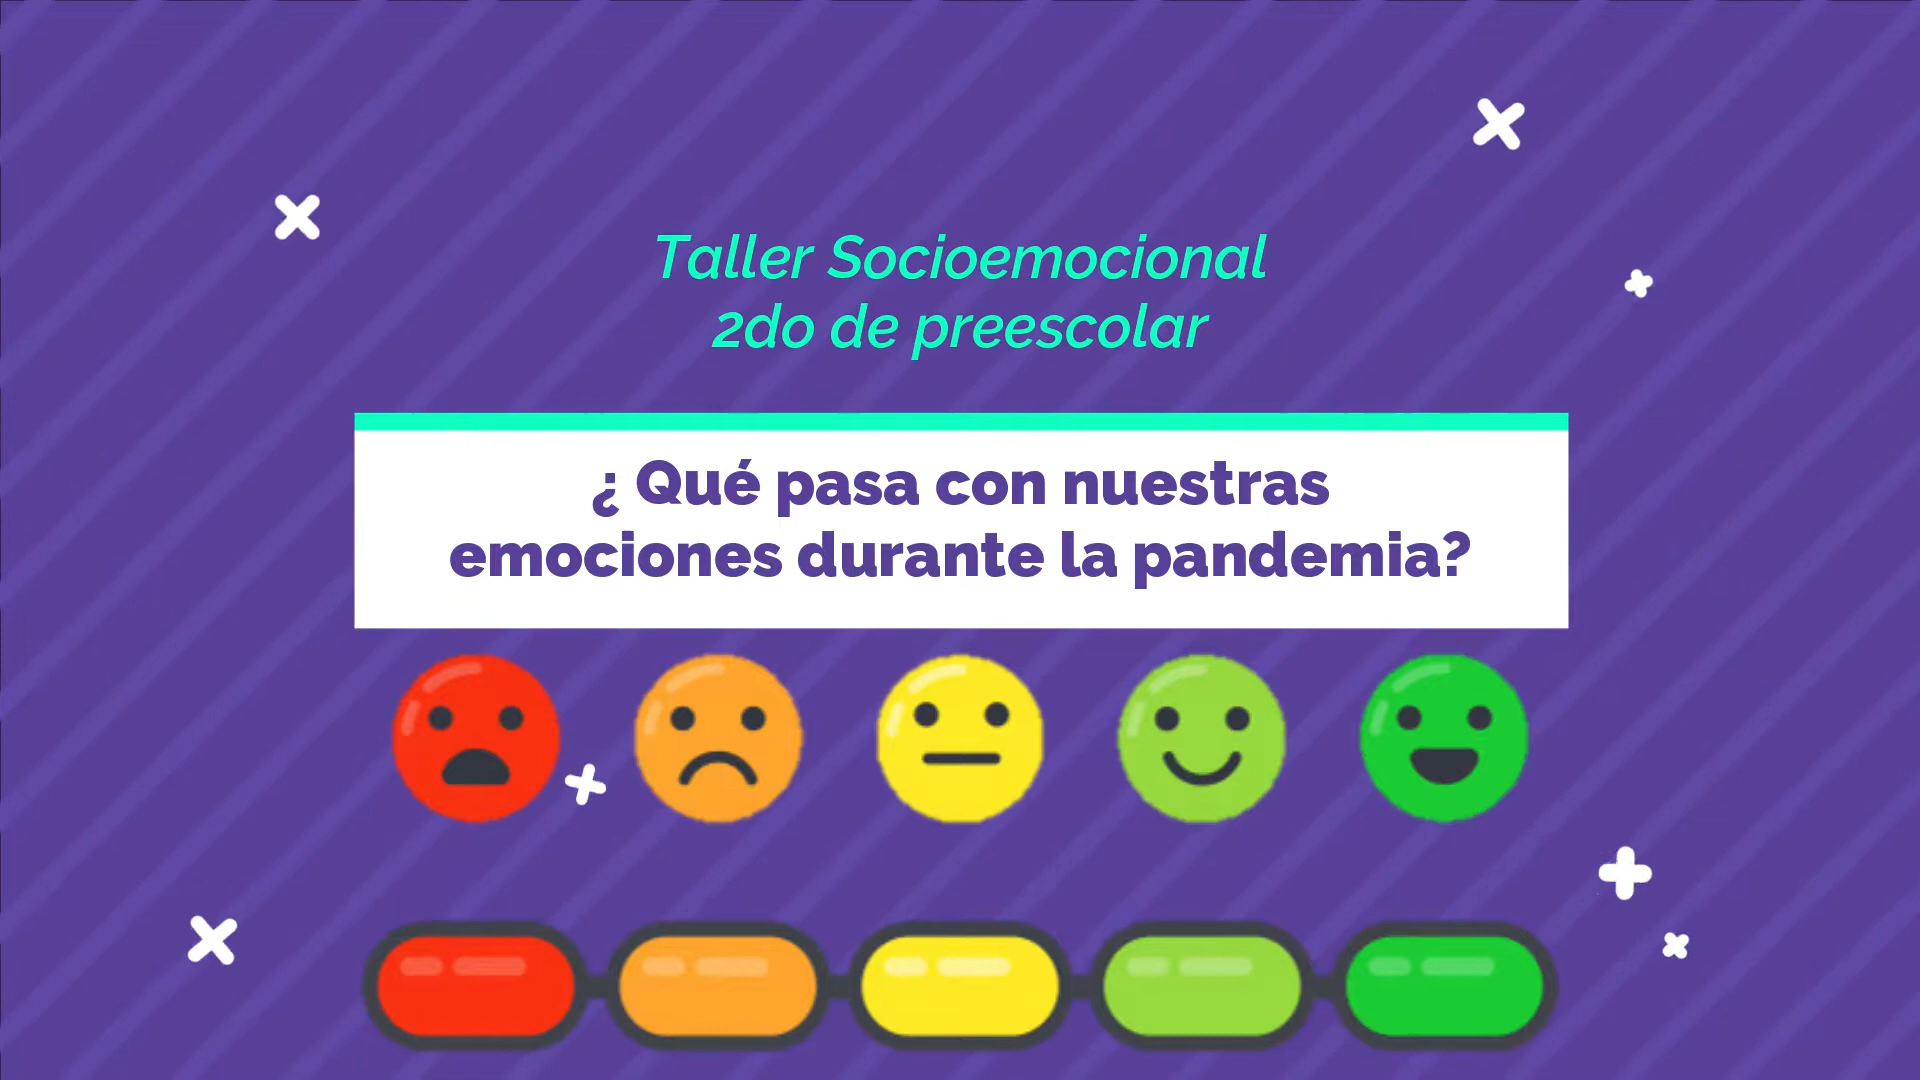 Taller Socioemocional
2do de preescolar
¿ Qué pasa con nuestras
emociones durante la pandemia?